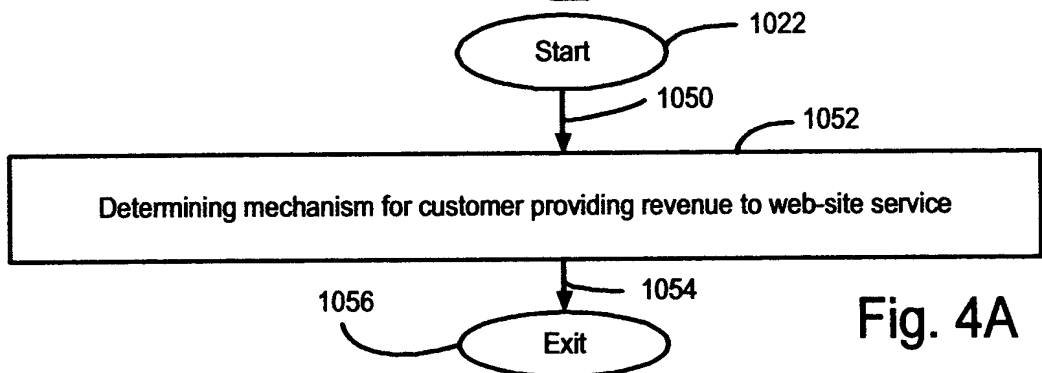 1022
Start
1050
1052
Determining mechanism for customer providing revenue to web-site service
1054
1056
Exit
Fig. 4A